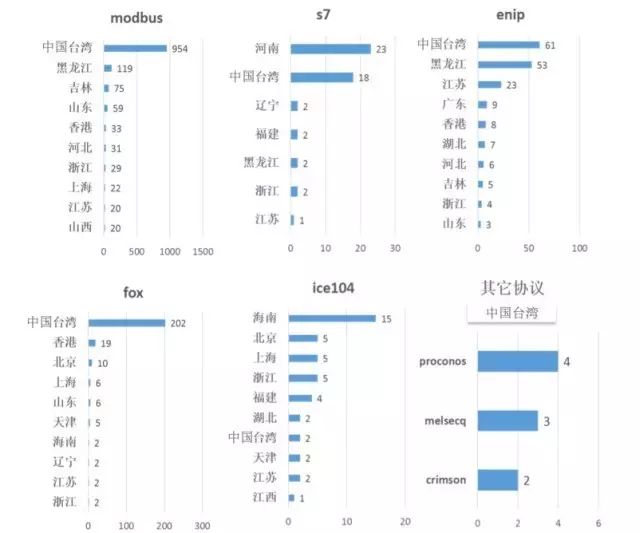 modbus
中国台湾 954
黑龙江 119
吉林 75
山东 59
香港 33
河北 31
浙江 29
上海 22
江苏 20
山西 20
0 500 1000 1500
s7
河南 23
中国台湾 18
辽宁 2
福建 2
黑龙江 2
浙江 2
江苏 1
0 10 20 30
enip
中国台湾 61
黑龙江 53
江苏 23
广东 9
香港 8
湖北 7
河北 6
吉林 5
浙江 4
山东 3
0 50 100
fox
中国台湾 202
香港 19
北京 10
上海 6
山东 6
天津 5
海南 2
辽宁 2
江苏 2
浙江 2
0 100 200 300
ice104
海南 15
北京 5
上海 5
浙江 5
福建 4
湖北 2
中国台湾 2
天津 2
江苏 2
江西 1
0 10 20
其它协议
中国台湾
proconos 4
melsecq 3
crimson 2
0 2 4 6